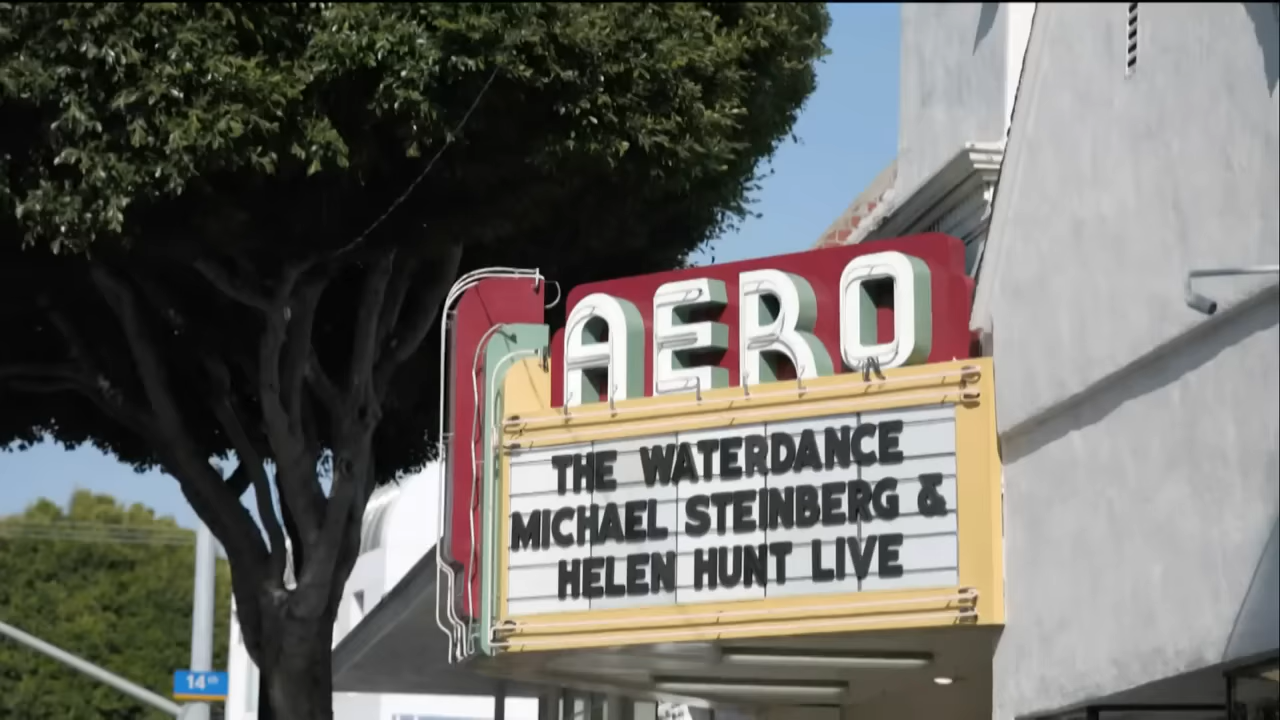 AERO
THE WATERDANCE
MICHAEL STEINBERG &
HELEN HUNT LIVE
14th